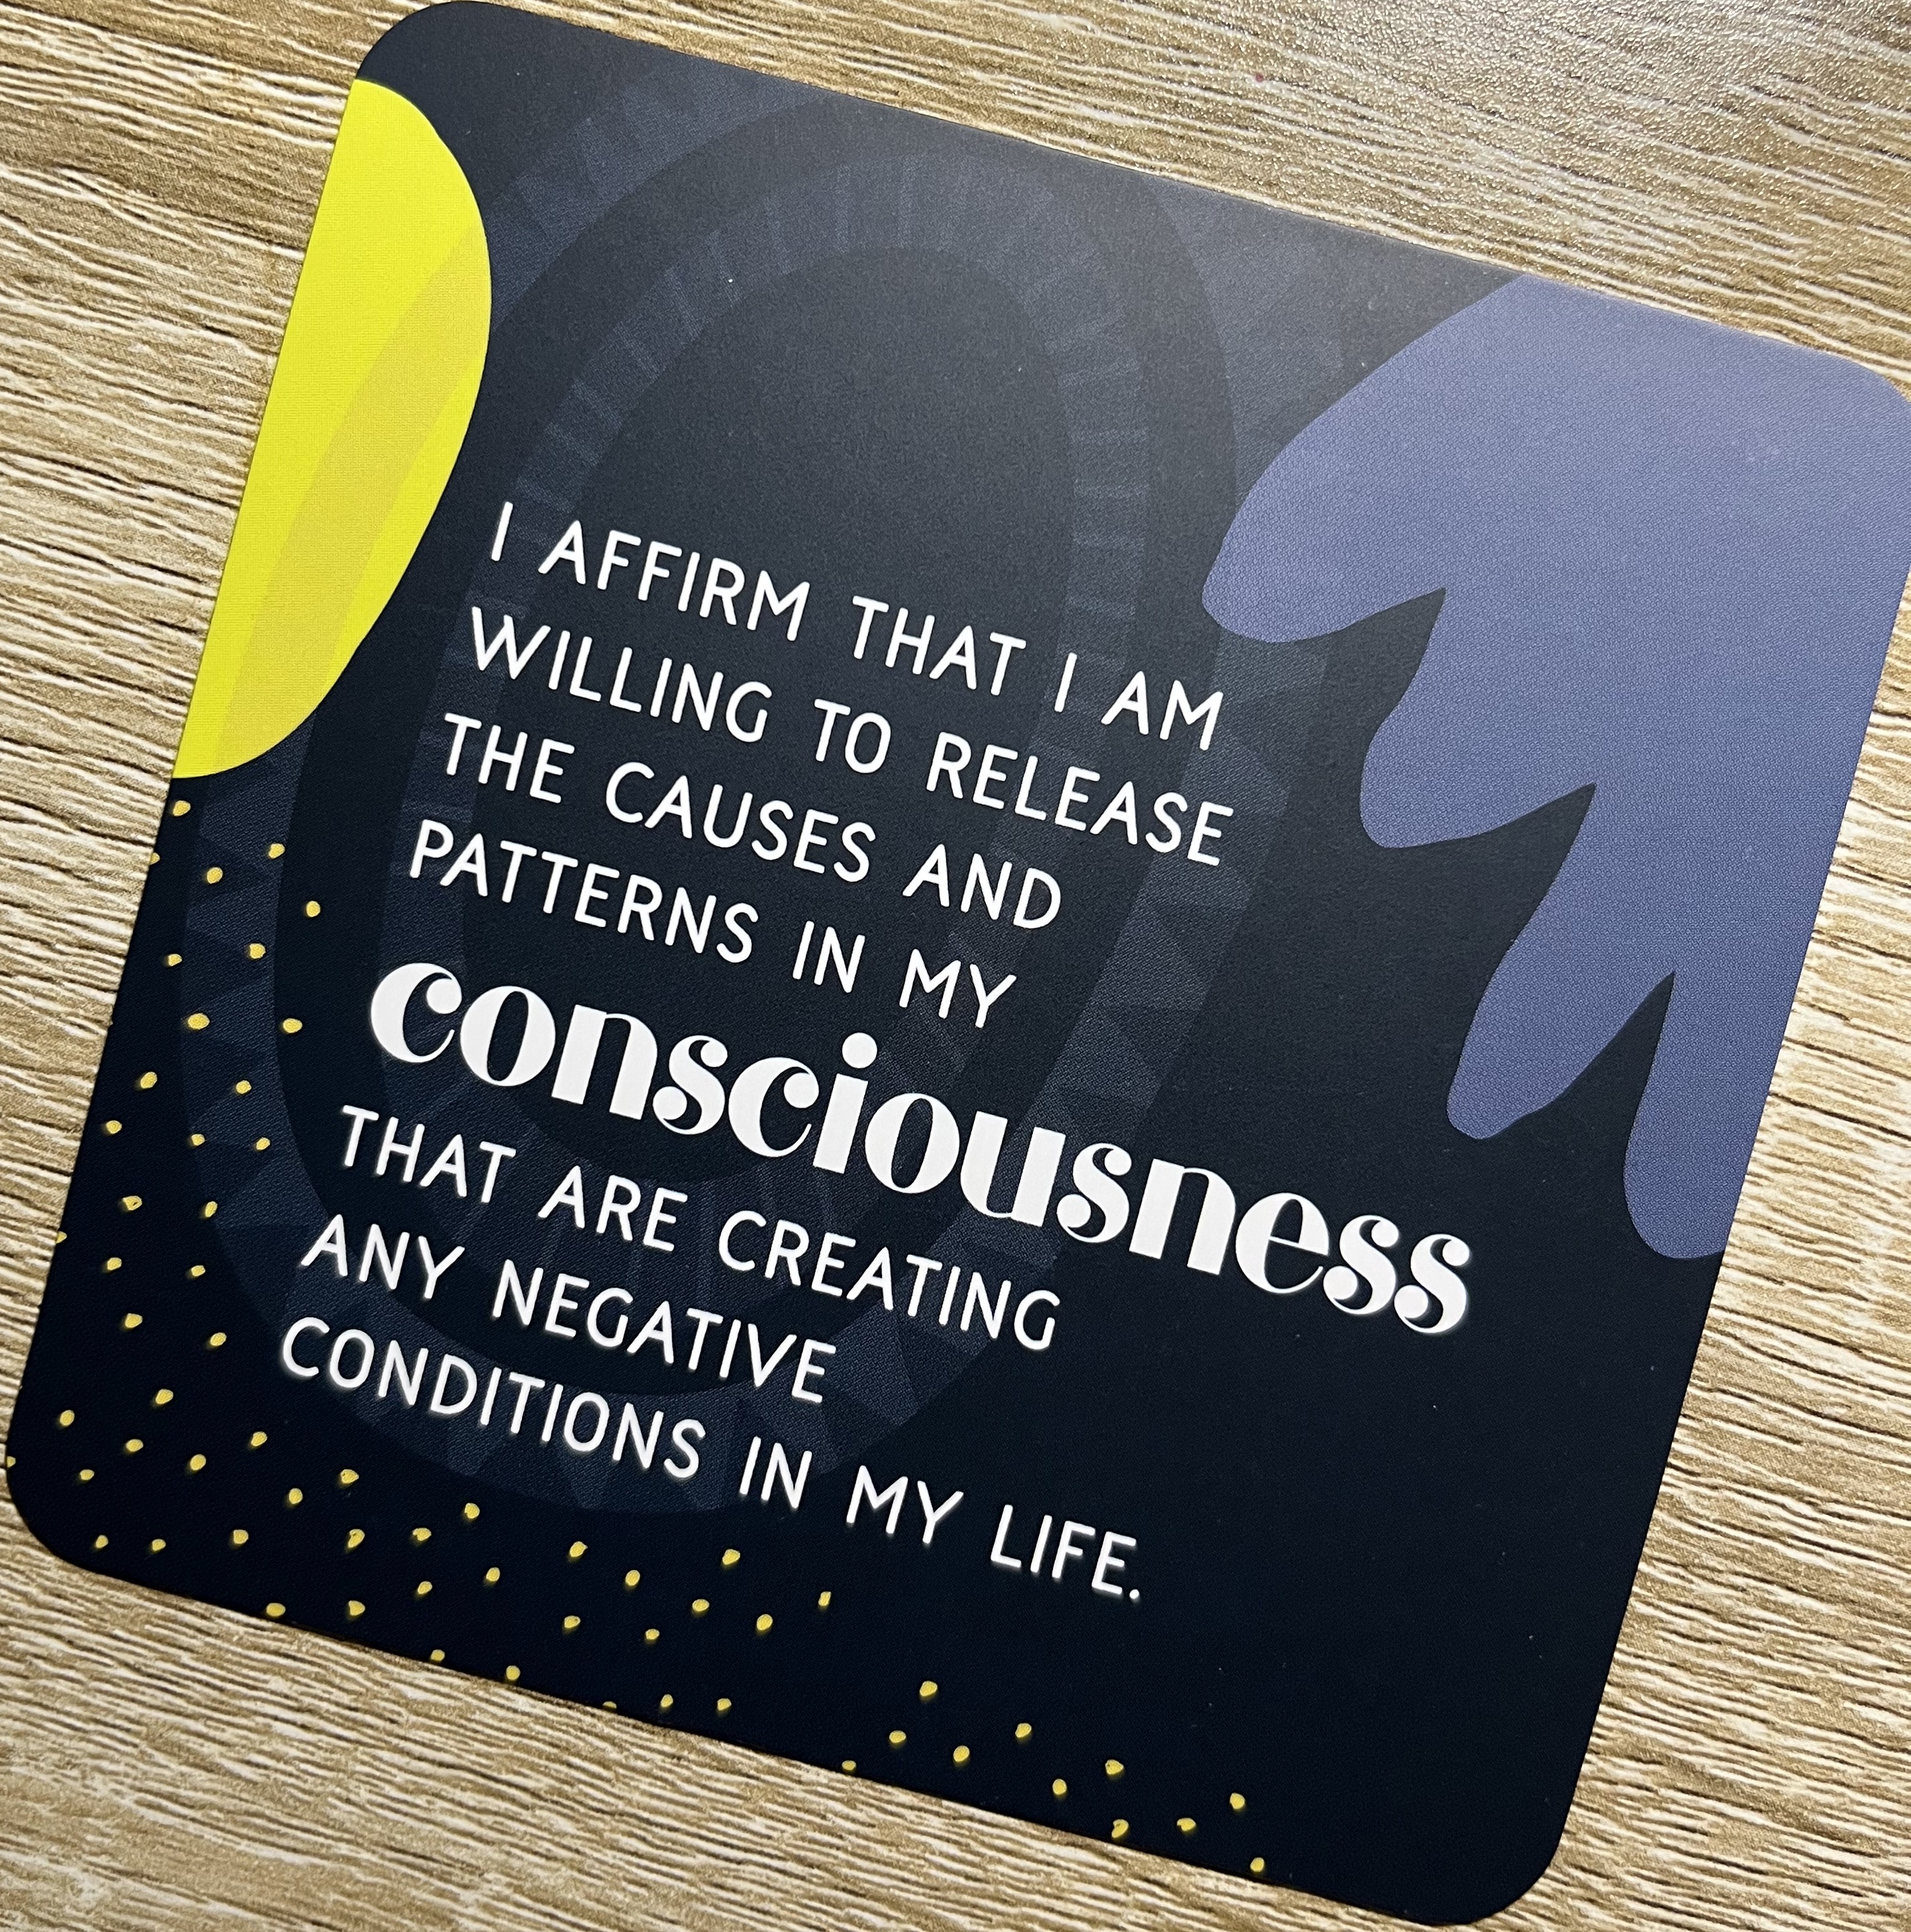 I AFFIRM THAT I AM
WILLING TO RELEASE
THE CAUSES AND
PATTERNS IN MY
consciousness
THAT ARE CREATING
ANY NEGATIVE
CONDITIONS IN MY LIFE.